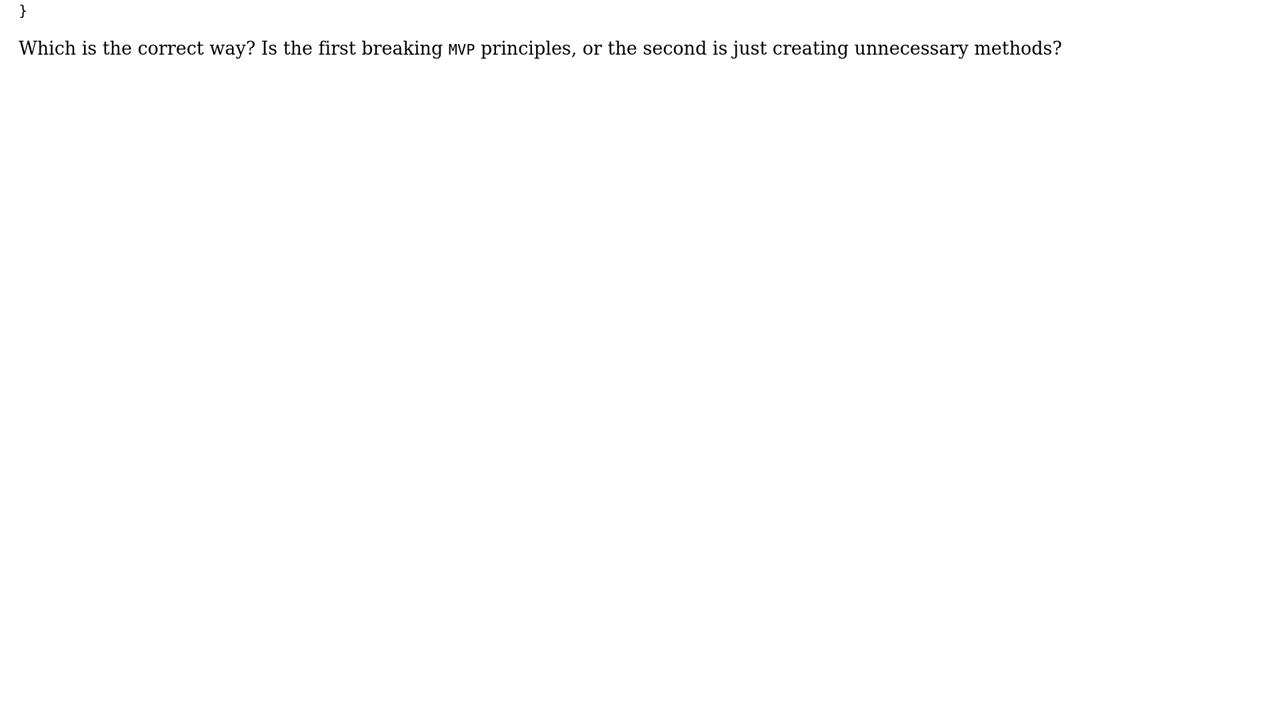 }
Which is the correct way? Is the first breaking MVP principles, or the second is just creating unnecessary methods?